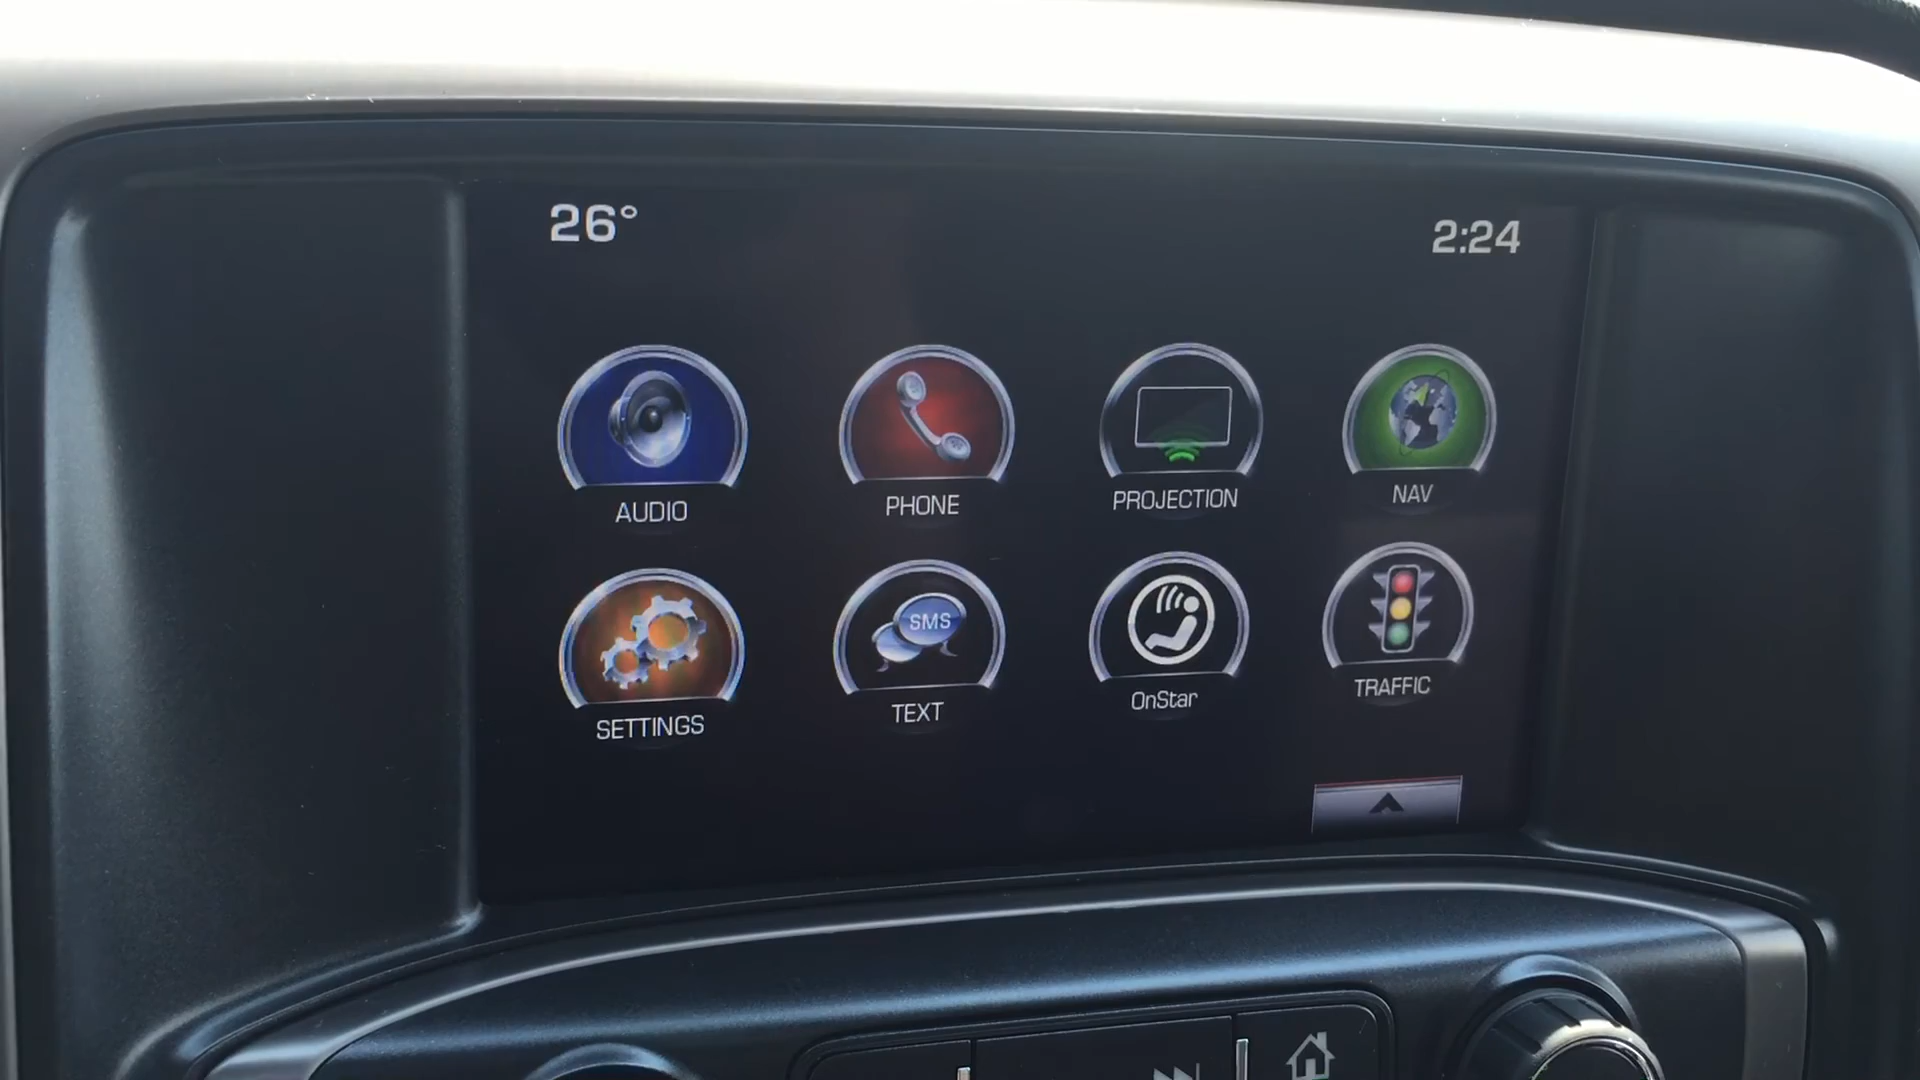 26° 2:24
AUDIO PHONE PROJECTION NAV
SMS
SETTINGS TEXT OnStar TRAFFIC